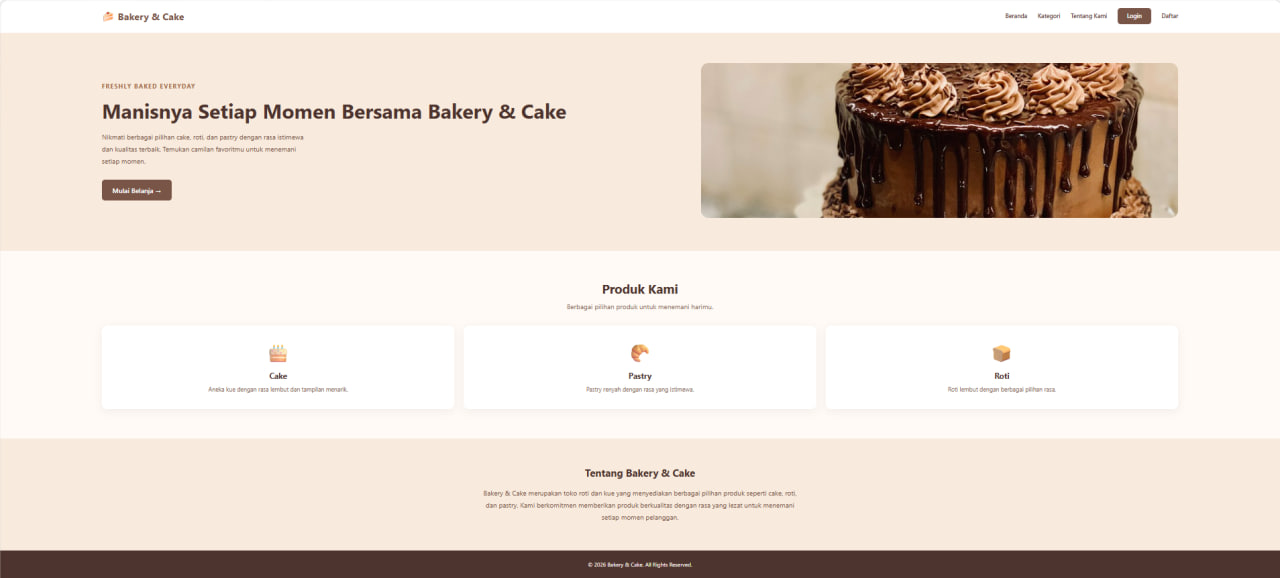 Bakery & Cake
Beranda
Kategori
Tentang Kami
Login
Daftar
FRESHLY BAKED EVERYDAY
Manisnya Setiap Momen Bersama Bakery & Cake
Nikmati berbagai pilihan cake, roti, dan pastry dengan rasa istimewa
dan kualitas terbaik. Temukan camilan favoritmu untuk menemani
setiap momen.
Mulai Belanja →
Produk Kami
Berbagai pilihan produk untuk menemani harimu.
Cake
Aneka kue dengan rasa lembut dan tampilan menarik.
Pastry
Pastry renyah dengan rasa yang istimewa.
Roti
Roti lembut dengan berbagai pilihan rasa.
Tentang Bakery & Cake
Bakery & Cake merupakan toko roti dan kue yang menyediakan berbagai pilihan produk seperti cake, roti,
dan pastry. Kami berkomitmen memberikan produk berkualitas dengan rasa yang lezat untuk menemani
setiap momen pelanggan.
© 2026 Bakery & Cake. All Rights Reserved.